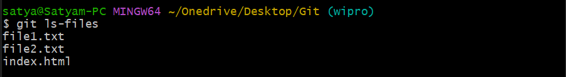 satya@Satyam-PC MINGW64 ~/Onedrive/Desktop/Git (wipro)
$ git ls-files
file1.txt
file2.txt
index.html